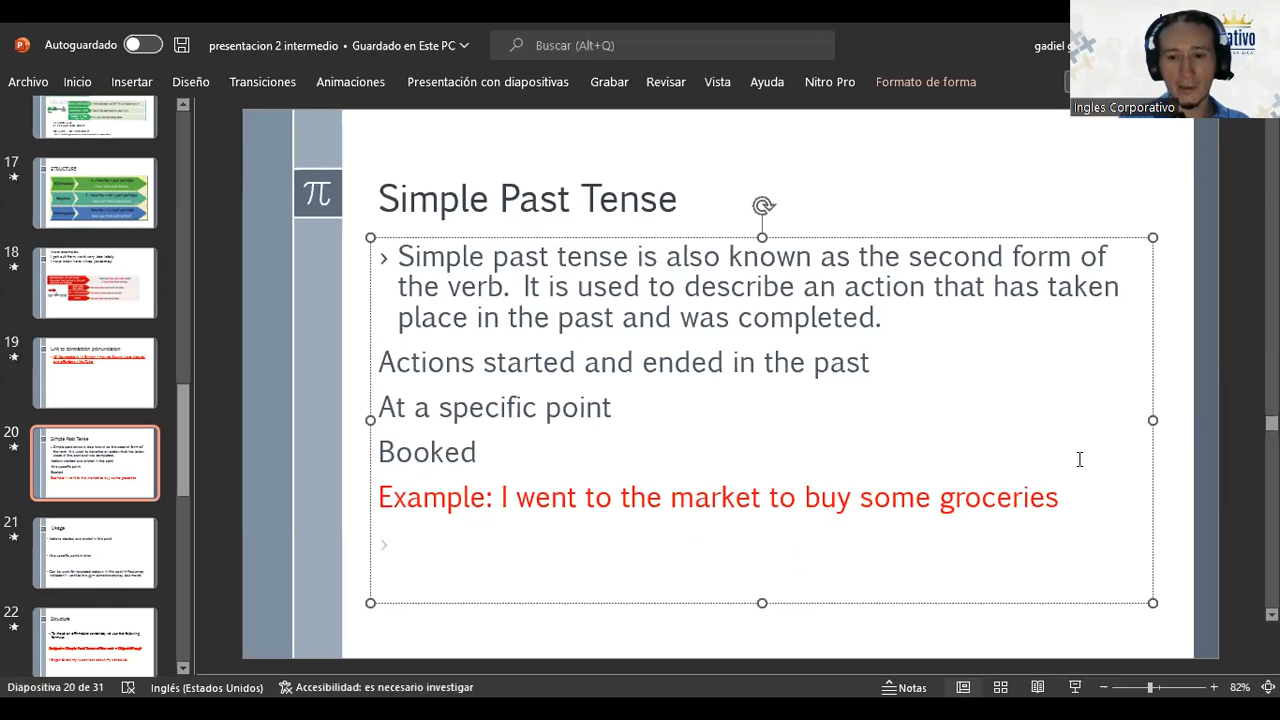 Autoguardado
presentacion 2 intermedio • Guardado en Este PC
Buscar (Alt+Q)
gadiel
Archivo Inicio Insertar Diseño Transiciones Animaciones Presentación con diapositivas Grabar Revisar Vista Ayuda Nitro Pro Formato de forma
Ingles Corporativo
17
STRUCTURE
18
19
20
Simple Past Tense
21
Usage
22
Structure
π
Simple Past Tense
› Simple past tense is also known as the second form of
the verb. It is used to describe an action that has taken
place in the past and was completed.
Actions started and ended in the past
At a specific point
Booked
Example: I went to the market to buy some groceries
Diapositiva 20 de 31
Inglés (Estados Unidos)
Accesibilidad: es necesario investigar
Notas
82%